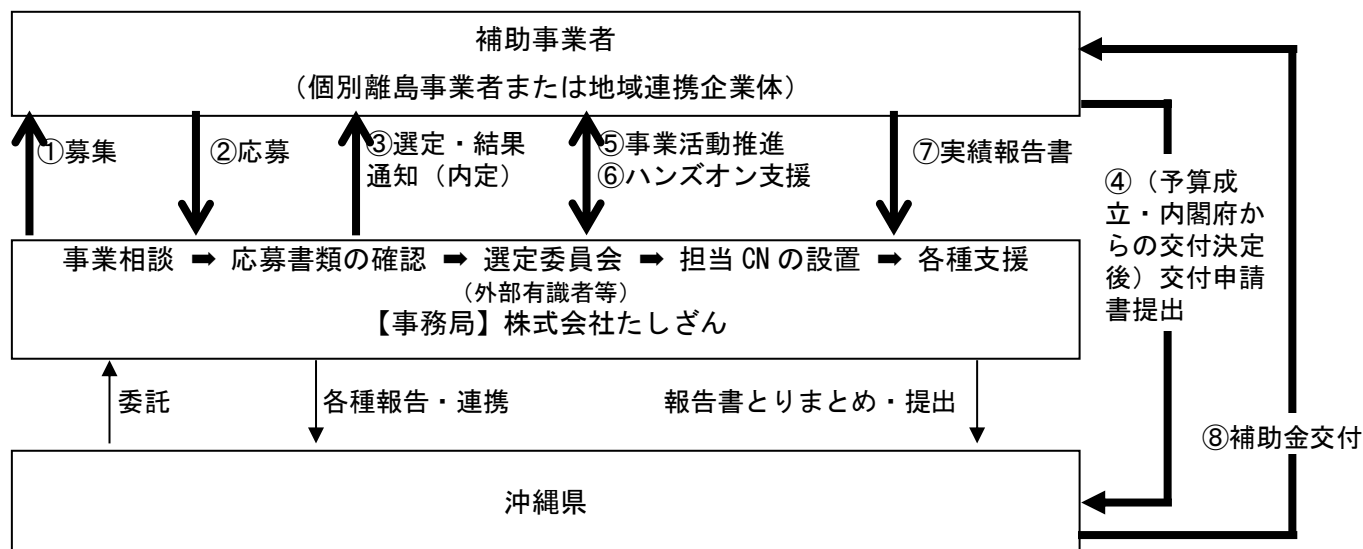 補助事業者
（個別離島事業者または地域連携企業体）
①募集
②応募
③選定・結果
通知（内定）
⑤事業活動推進
⑥ハンズオン支援
⑦実績報告書
④（予算成
立・内閣府か
らの交付決定
後）交付申請
書提出
事業相談 ➡ 応募書類の確認 ➡ 選定委員会 ➡ 担当 CN の設置 ➡ 各種支援
（外部有識者等）
【事務局】株式会社たしざん
委託
各種報告・連携
報告書とりまとめ・提出
⑧補助金交付
沖縄県